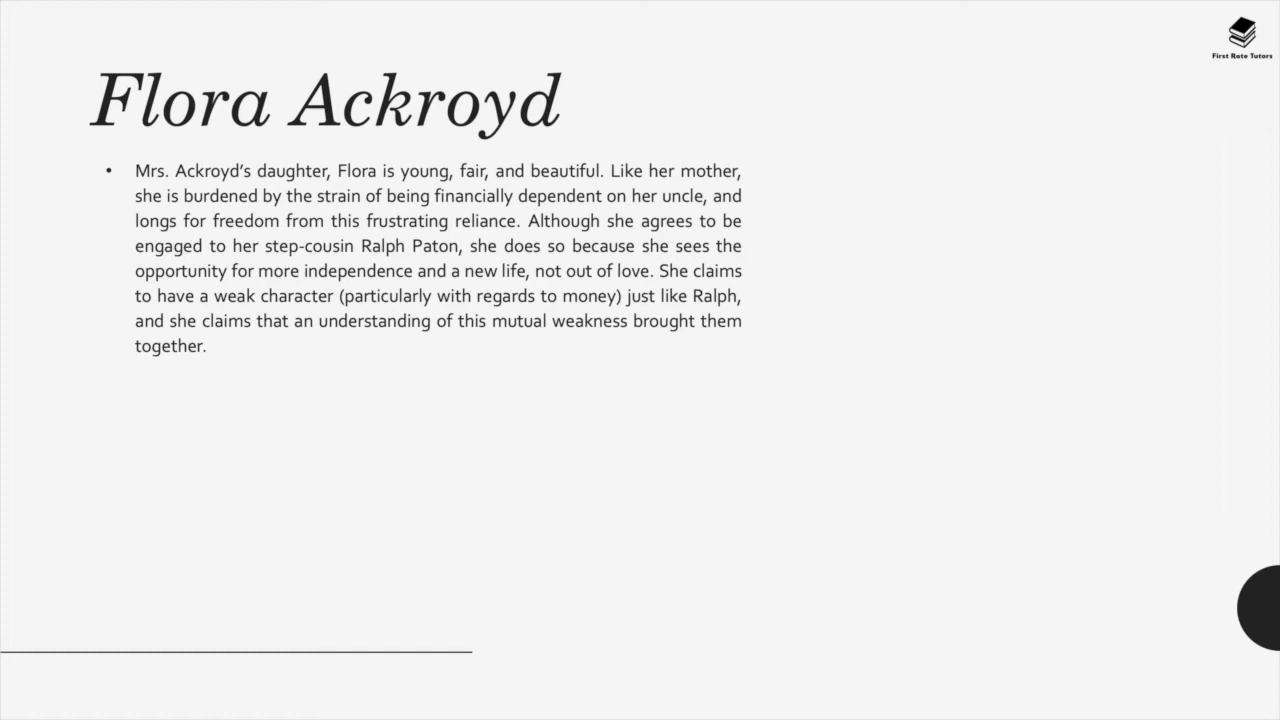 First Rate Tutors
Flora Ackroyd
• Mrs. Ackroyd’s daughter, Flora is young, fair, and beautiful. Like her mother,
she is burdened by the strain of being financially dependent on her uncle, and
longs for freedom from this frustrating reliance. Although she agrees to be
engaged to her step-cousin Ralph Paton, she does so because she sees the
opportunity for more independence and a new life, not out of love. She claims
to have a weak character (particularly with regards to money) just like Ralph,
and she claims that an understanding of this mutual weakness brought them
together.